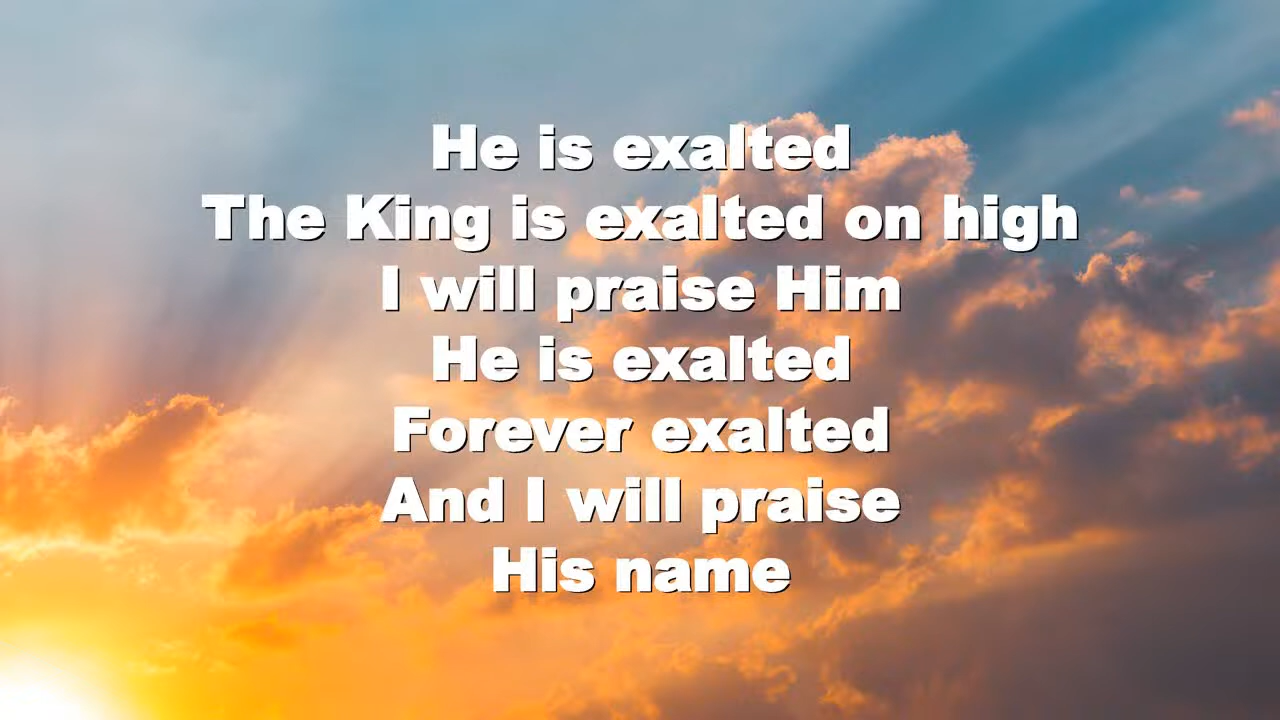 He is exalted
The King is exalted on high
I will praise Him
He is exalted
Forever exalted
And I will praise
His name